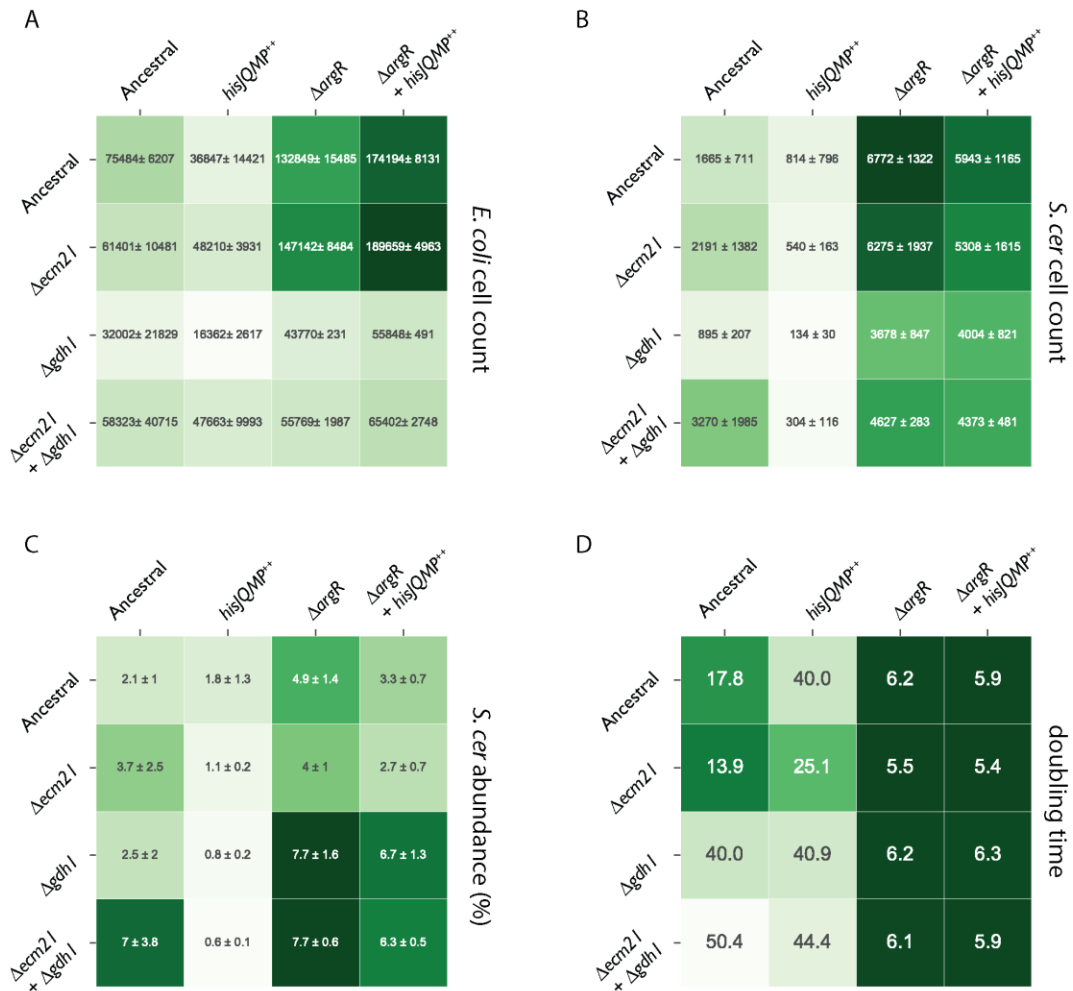 A
Ancestral
hisJQMP++
ΔargR
ΔargR
+ hisJQMP++
Ancestral
75484± 6207
36847± 14421
132849± 15485
174194± 8131
Δecm21
61401± 10481
48210± 3931
147142± 8484
189659± 4963
Δgdh1
32002± 21829
16362± 2617
43770± 231
55848± 491
Δecm21
+ Δgdh1
58323± 40715
47663± 9993
55769± 1987
65402± 2748
E. coli cell count
B
Ancestral
hisJQMP++
ΔargR
ΔargR
+ hisJQMP++
1665 ± 711
814 ± 796
6772 ± 1322
5943 ± 1165
2191 ± 1382
540 ± 163
6275 ± 1937
5308 ± 1615
895 ± 207
134 ± 30
3678 ± 847
4004 ± 821
3270 ± 1985
304 ± 116
4627 ± 283
4373 ± 481
S. cer cell count
C
Ancestral
hisJQMP++
ΔargR
ΔargR
+ hisJQMP++
Ancestral
2.1 ± 1
1.8 ± 1.3
4.9 ± 1.4
3.3 ± 0.7
Δecm21
3.7 ± 2.5
1.1 ± 0.2
4 ± 1
2.7 ± 0.7
Δgdh1
2.5 ± 2
0.8 ± 0.2
7.7 ± 1.6
6.7 ± 1.3
Δecm21
+ Δgdh1
7 ± 3.8
0.6 ± 0.1
7.7 ± 0.6
6.3 ± 0.5
S. cer abundance (%)
D
Ancestral
hisJQMP++
ΔargR
ΔargR
+ hisJQMP++
Ancestral
17.8
40.0
6.2
5.9
Δecm21
13.9
25.1
5.5
5.4
Δgdh1
40.0
40.9
6.2
6.3
Δecm21
+ Δgdh1
50.4
44.4
6.1
5.9
doubling time